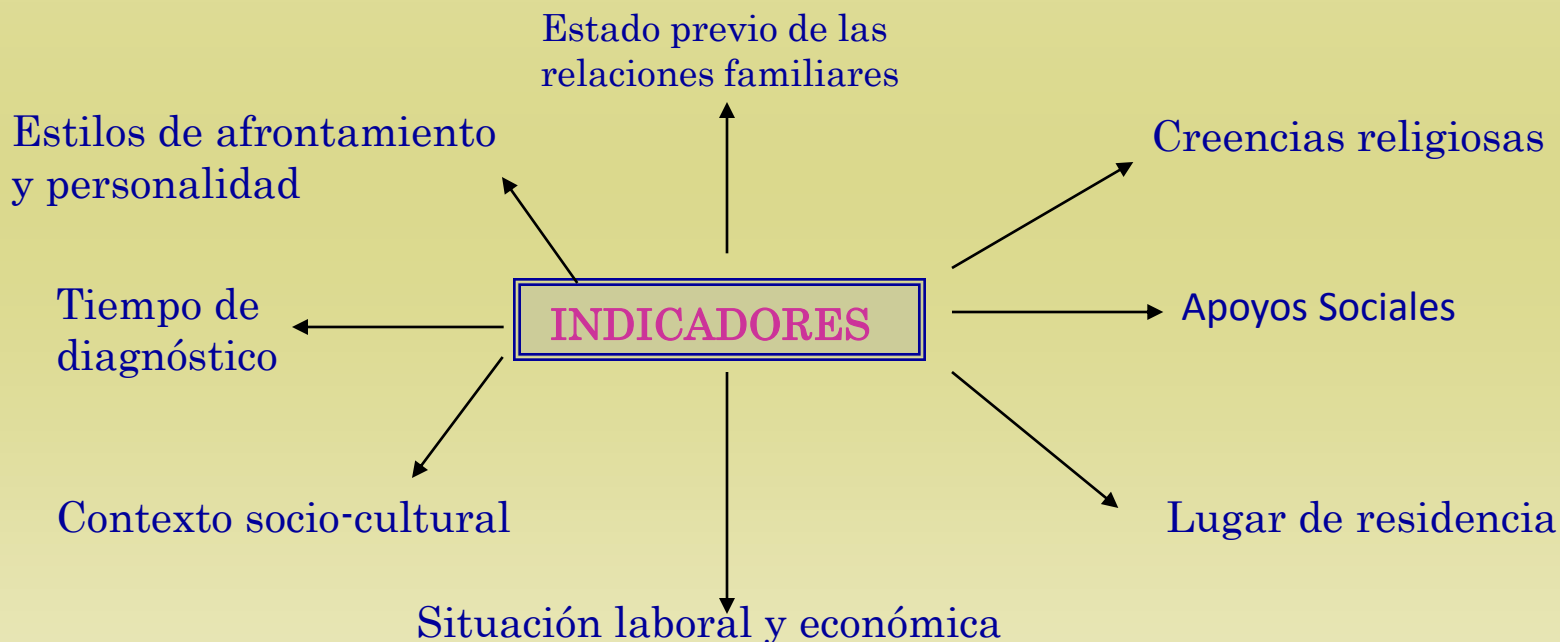 Estado previo de las
relaciones familiares
Estilos de afrontamiento
y personalidad
Creencias religiosas
Tiempo de
diagnóstico
INDICADORES
Apoyos Sociales
Contexto socio-cultural
Lugar de residencia
Situación laboral y económica